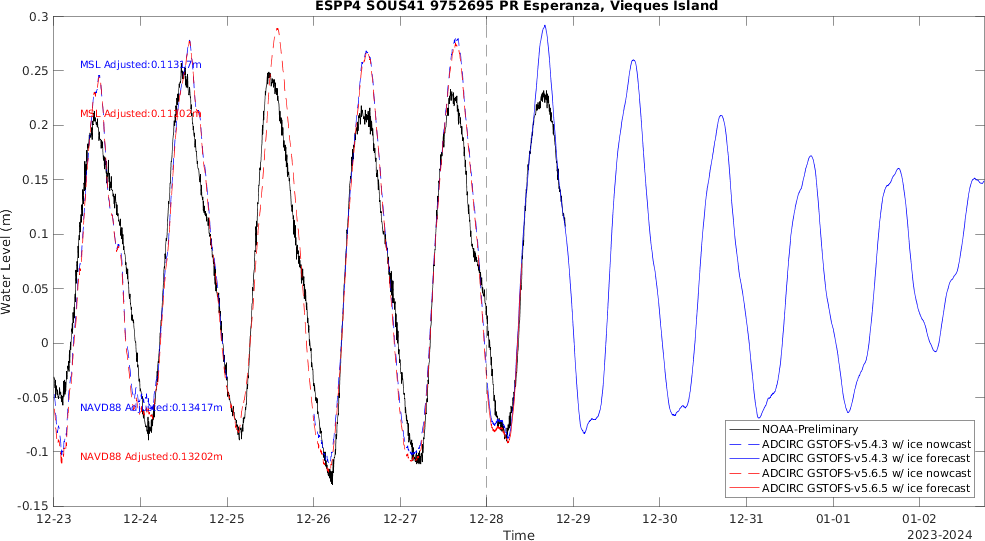 ESPP4 SOUS41 9752695 PR Esperanza, Vieques Island
0.3
0.25
0.2
0.15
0.1
0.05
0
-0.05
-0.1
-0.15
Water Level (m)
MSL Adjusted:0.11317m
MSL Adjusted:0.11202m
NAVD88 Adjusted:0.13417m
NAVD88 Adjusted:0.13202m
NOAA-Preliminary
ADCIRC GSTOFS-v5.4.3 w/ ice nowcast
ADCIRC GSTOFS-v5.4.3 w/ ice forecast
ADCIRC GSTOFS-v5.6.5 w/ ice nowcast
ADCIRC GSTOFS-v5.6.5 w/ ice forecast
12-23 12-24 12-25 12-26 12-27 12-28 12-29 12-30 12-31 01-01 01-02
Time
2023-2024